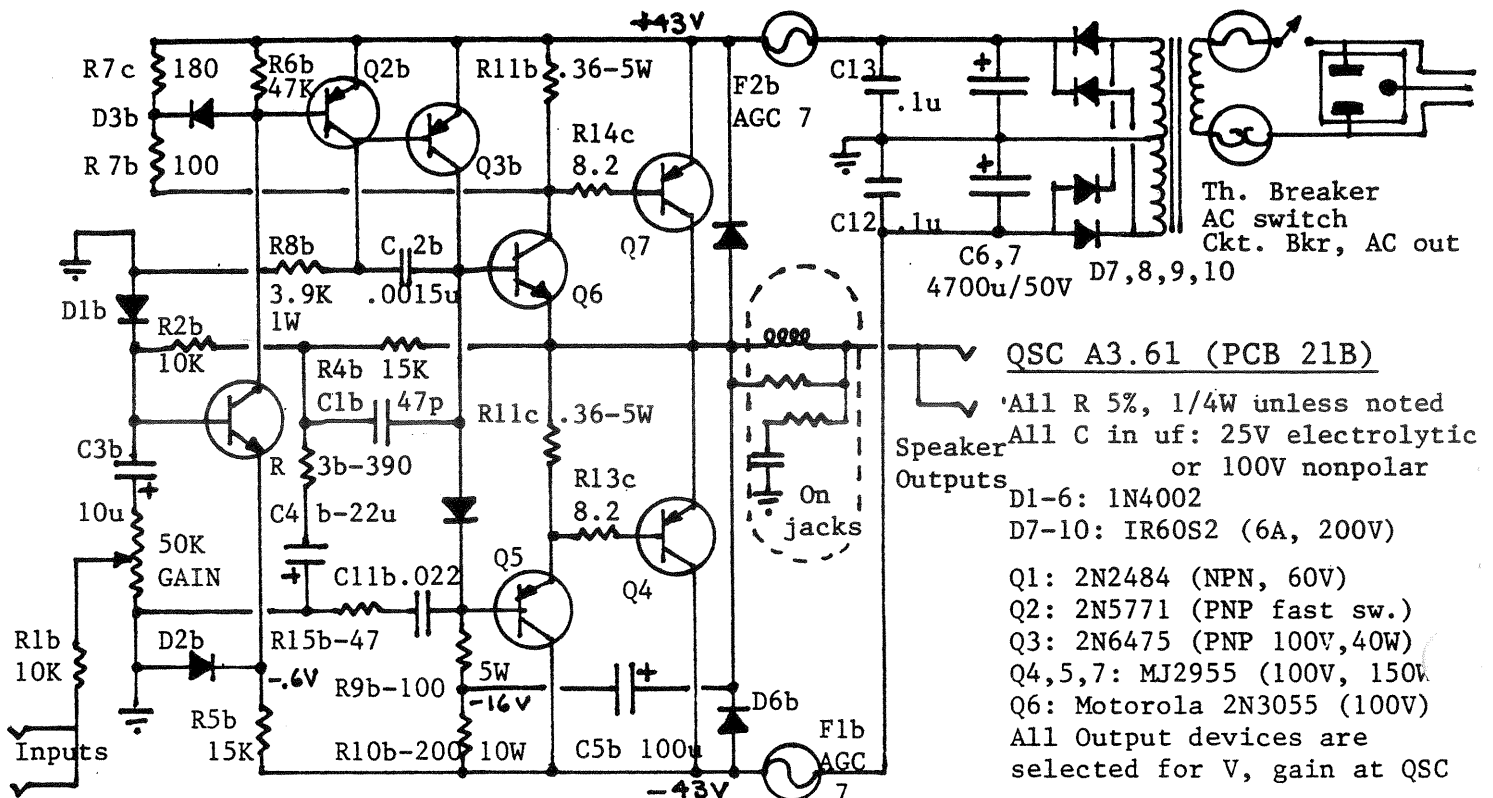 +43V
R7c 180
R6b
47K
Q2b
R11b .36-5W
D3b
R 7b 100
Q3b
R14c
8.2
Q7
F2b
AGC 7
C13
.1u
+
+
C12 .1u
C6,7
4700u/50V
D7,8,9,10
Th. Breaker
AC switch
Ckt. Bkr, AC out
R8b
3.9K
1W
C 2b
.0015u
Q6
D1b
R2b
10K
R4b 15K
C1b 47p
R11c .36-5W
C3b
+
10u
R 3b-390
C4 b-22u
+
50K
GAIN
R13c
8.2
On
jacks
Speaker
Outputs
Q5
Q4
C11b.022
R15b-47
R1b
10K
D2b
-.6V
R9b-100
5W
-16V
+
D6b
R5b
15K
R10b-200 10W
C5b 100u
F1b
AGC
7
-43V
Inputs
QSC A3.61 (PCB 21B)
All R 5%, 1/4W unless noted
All C in uf: 25V electrolytic
or 100V nonpolar
D1-6: 1N4002
D7-10: IR60S2 (6A, 200V)
Q1: 2N2484 (NPN, 60V)
Q2: 2N5771 (PNP fast sw.)
Q3: 2N6475 (PNP 100V,40W)
Q4,5,7: MJ2955 (100V, 150W
Q6: Motorola 2N3055 (100V)
All Output devices are
selected for V, gain at QSC